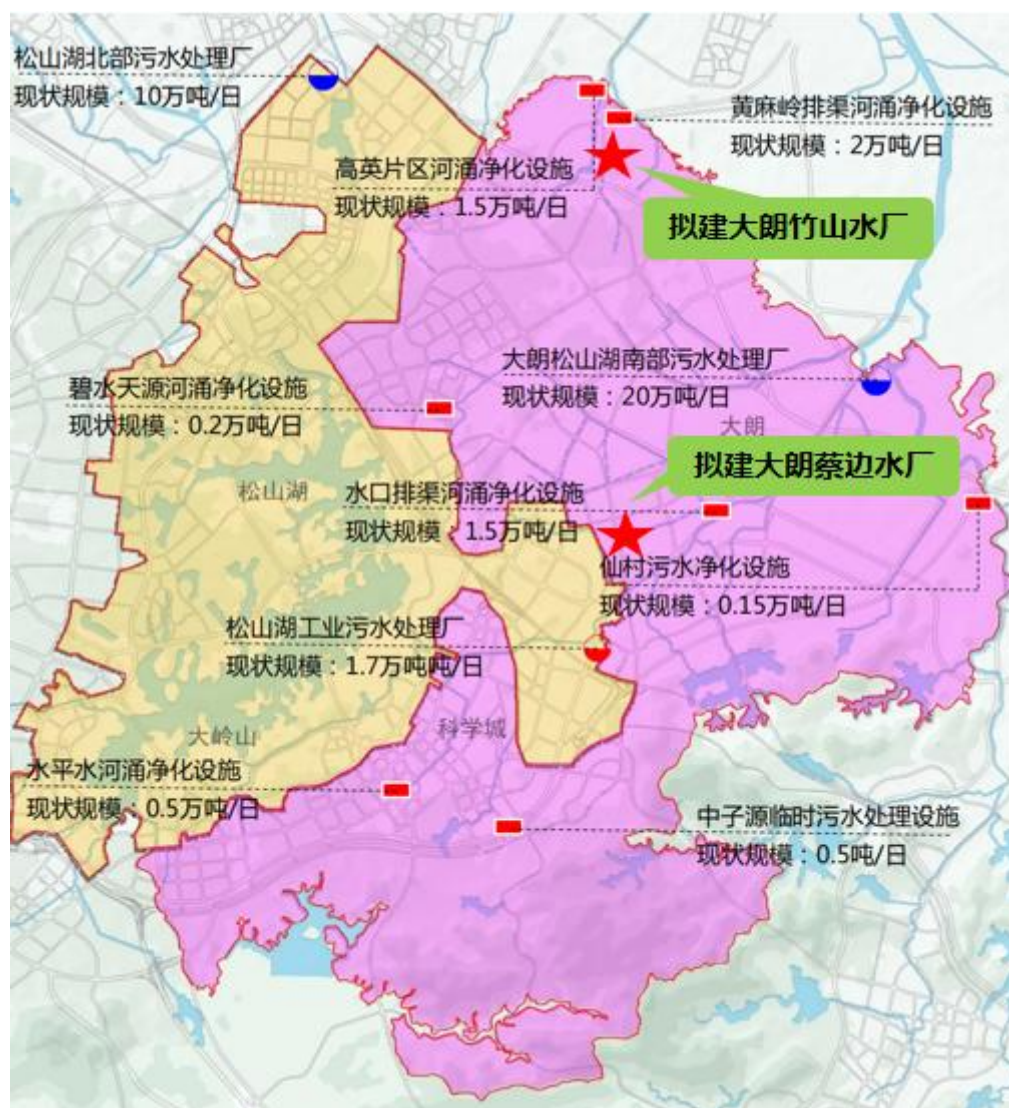 松山湖北部污水处理厂
现状规模：10万吨/日
黄麻岭排渠河涌净化设施
现状规模：2万吨/日
高英片区河涌净化设施
现状规模：1.5万吨/日
拟建大朗竹山水厂
大朗松山湖南部污水处理厂
现状规模：20万吨/日
碧水天源河涌净化设施
现状规模：0.2万吨/日
大朗
拟建大朗蔡边水厂
松山湖
水口排渠河涌净化设施
现状规模：1.5万吨/日
仙村污水净化设施
现状规模：0.15万吨/日
松山湖工业污水处理厂
现状规模：1.7万吨吨/日
科学城
大岭山
水平水河涌净化设施
现状规模：0.5万吨/日
中子源临时污水处理设施
现状规模：0.5吨/日